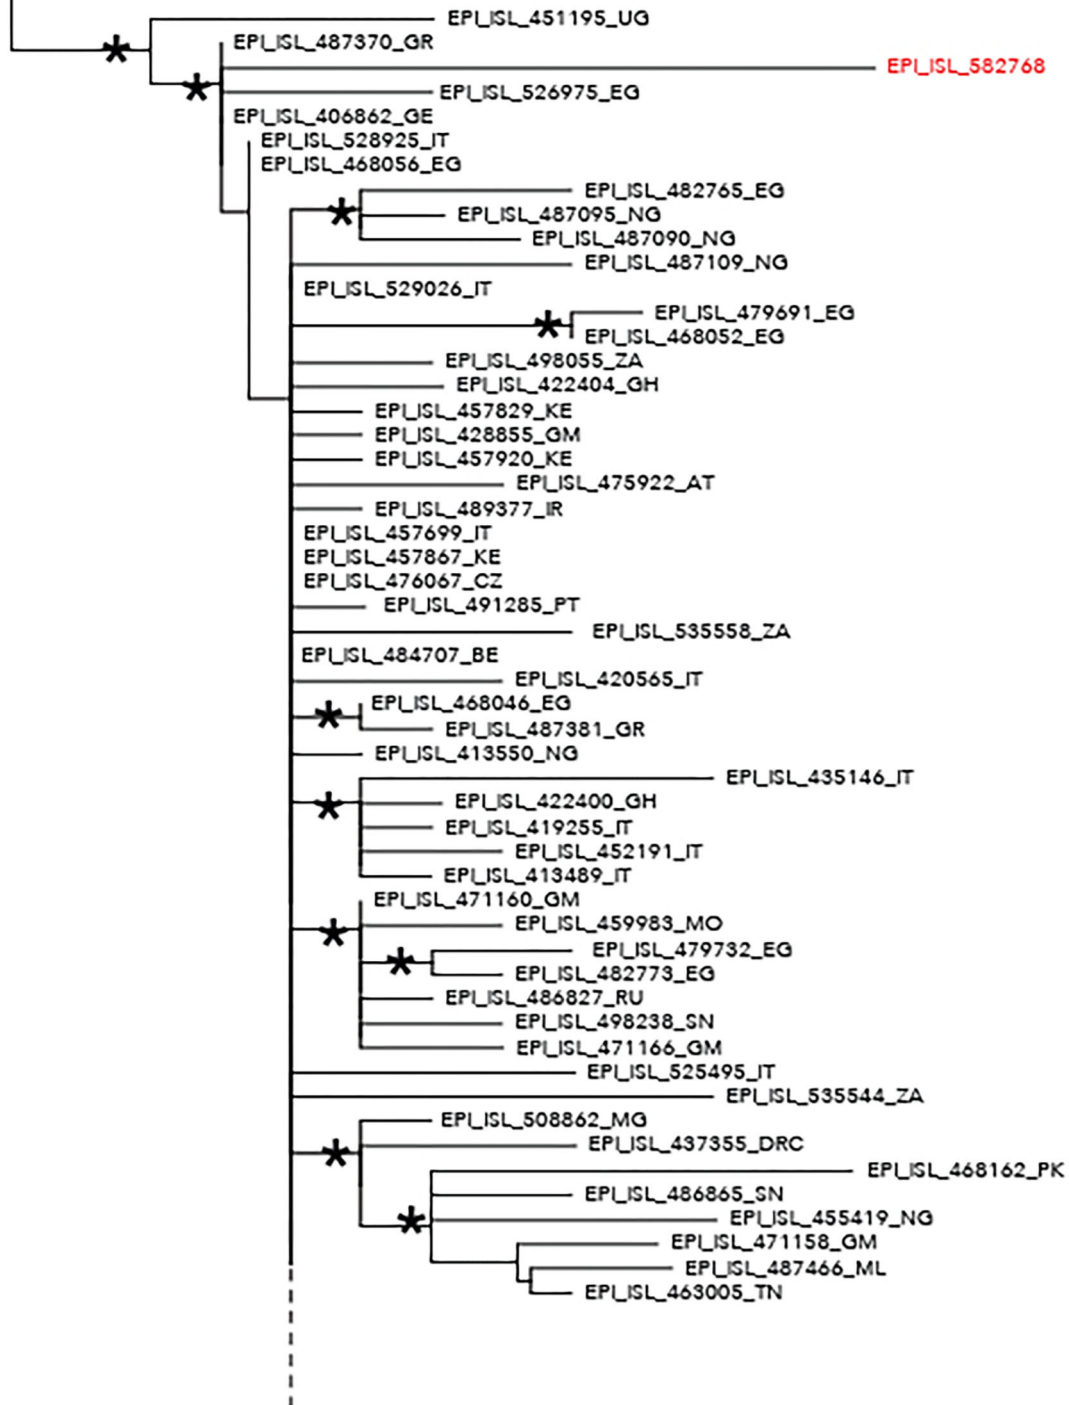 EPI_ISL_451195_UG
EPI_ISL_487370_GR
EPI_ISL_582768
EPI_ISL_526975_EG
EPI_ISL_406862_GE
EPI_ISL_528925_IT
EPI_ISL_468056_EG
EPI_ISL_482765_EG
EPI_ISL_487095_NG
EPI_ISL_487090_NG
EPI_ISL_487109_NG
EPI_ISL_529026_IT
EPI_ISL_479691_EG
EPI_ISL_468052_EG
EPI_ISL_498055_ZA
EPI_ISL_422404_GH
EPI_ISL_457829_KE
EPI_ISL_428855_GM
EPI_ISL_457920_KE
EPI_ISL_475922_AT
EPI_ISL_489377_IR
EPI_ISL_457699_IT
EPI_ISL_457867_KE
EPI_ISL_476067_CZ
EPI_ISL_491285_PT
EPI_ISL_535558_ZA
EPI_ISL_484707_BE
EPI_ISL_420565_IT
EPI_ISL_468046_EG
EPI_ISL_487381_GR
EPI_ISL_413550_NG
EPI_ISL_435146_IT
EPI_ISL_422400_GH
EPI_ISL_419255_IT
EPI_ISL_452191_IT
EPI_ISL_413489_IT
EPI_ISL_471160_GM
EPI_ISL_459983_MO
EPI_ISL_479732_EG
EPI_ISL_482773_EG
EPI_ISL_486827_RU
EPI_ISL_498238_SN
EPI_ISL_471166_GM
EPI_ISL_525495_IT
EPI_ISL_535544_ZA
EPI_ISL_508862_MG
EPI_ISL_437355_DRC
EPI_ISL_468162_PK
EPI_ISL_486865_SN
EPI_ISL_455419_NG
EPI_ISL_471158_GM
EPI_ISL_487466_ML
EPI_ISL_463005_TN